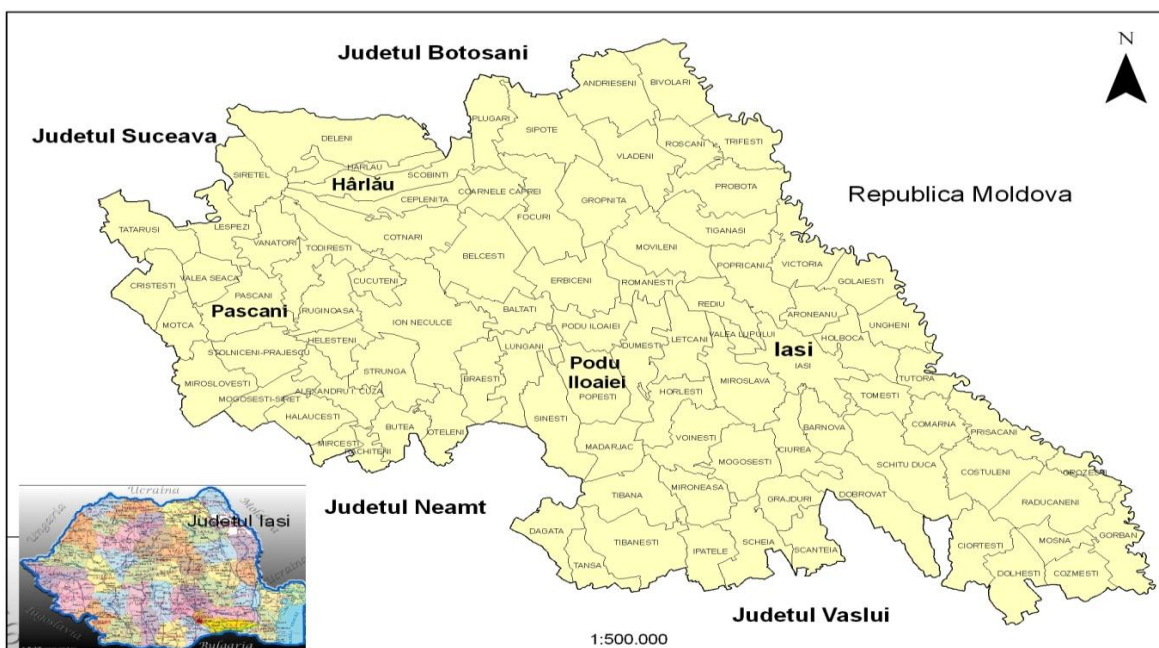 N
Judetul Botosani
ANDRIESENI
BIVOLARI
PLUGARI
SIPOTE
Judetul Suceava
DELENI
ROSCANI
TRIFESTI
VLADENI
HARLAU
SIRETEL
SCOBINTI
Hârlău
PROBOTA
COARNELE CAPREI
Republica Moldova
CEPLENITA
GROPNITA
FOCURI
LESPEZI
TATARUSI
TIGANASI
COTNARI
VANATORI
TODIRESTI
MOVILENI
BELCESTI
POPRICANI
VICTORIA
VALEA SEACA
CUCUTENI
ERBICENI
ROMANESTI
GOLAIESTI
CRISTESTI
PASCANI
REDIU
Pascani
RUGINOASA
BALTATI
ARONEANU
MOTCA
ION NECULCE
PODU ILOAIEI
UNGHENI
VALEA LUPULUI
HELESTENI
LETCANI
HOLBOCA
LUNGANI
DUMESTI
Iasi
STOLNICENI-PRAJESCU
Podu
Iloaiei
IASI
STRUNGA
MIROSLOVESTI
BRAESTI
MIROSLAVA
TUTORA
ALEXANDRU I. CUZA
HORLESTI
POPESTI
TOMESTI
MOGOSESTI-SIRET
HALAUCESTI
SINESTI
COMARNA
BUTEA
OTELENI
BARNOVA
PRISACANI
VOINESTI
MIRCESTI
MADARJAC
CIUREA
RACHITENI
MOGOSESTI
SCHITU DUCA
COSTULENI
GROZESTI
MIRONEASA
Judetul Neamt
TIBANA
GRAJDURI
DOBROVAT
RADUCANENI
DAGATA
TIBANESTI
SCHEIA
GORBAN
IPATELE
SCANTEIA
CIORTESTI
MOSNA
TANSA
DOLHESTI
COZMESTI
Judetul Vaslui
1:500.000
Ucraina
Judetul Iasi
Ungaria
Ucraina
Iugoslavia
Bulgaria